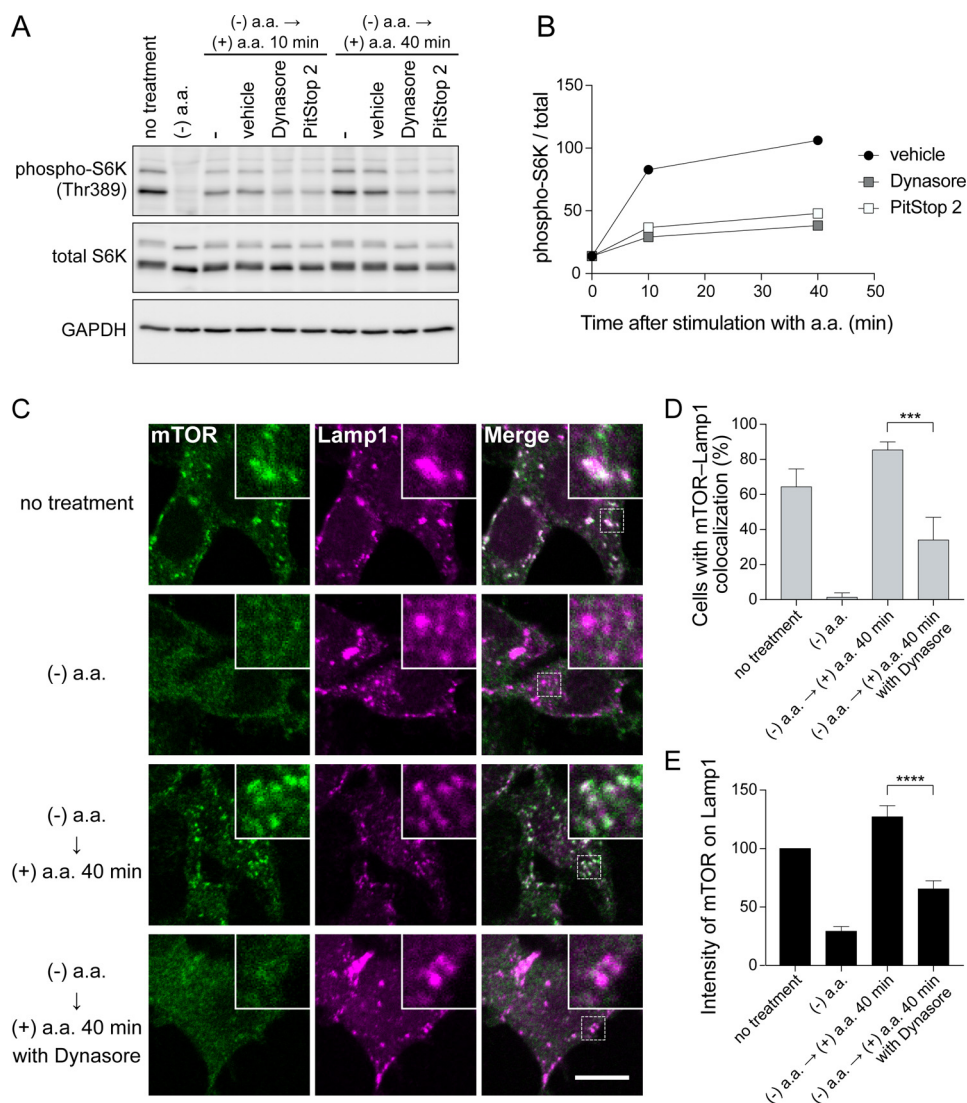 A
(-) a.a. →
(+) a.a. 10 min
(-) a.a. →
(+) a.a. 40 min
no treatment
(-) a.a.
-
vehicle
Dynasore
PitStop 2
-
vehicle
Dynasore
PitStop 2
phospho-S6K
(Thr389)
total S6K
GAPDH
B
phospho-S6K / total
150
100
50
0
0
10
20
30
40
50
Time after stimulation with a.a. (min)
vehicle
Dynasore
PitStop 2
C
mTOR
Lamp1
Merge
no treatment
(-) a.a.
(-) a.a.
↓
(+) a.a. 40 min
(-) a.a.
↓
(+) a.a. 40 min
with Dynasore
D
Cells with mTOR–Lamp1
colocalization (%)
100
80
60
40
20
0
***
no treatment
(-) a.a.
(-) a.a. → (+) a.a. 40 min
(-) a.a. → (+) a.a. 40 min
with Dynasore
E
Intensity of mTOR on Lamp1
150
100
50
0
****
no treatment
(-) a.a.
(-) a.a. → (+) a.a. 40 min
(-) a.a. → (+) a.a. 40 min
with Dynasore